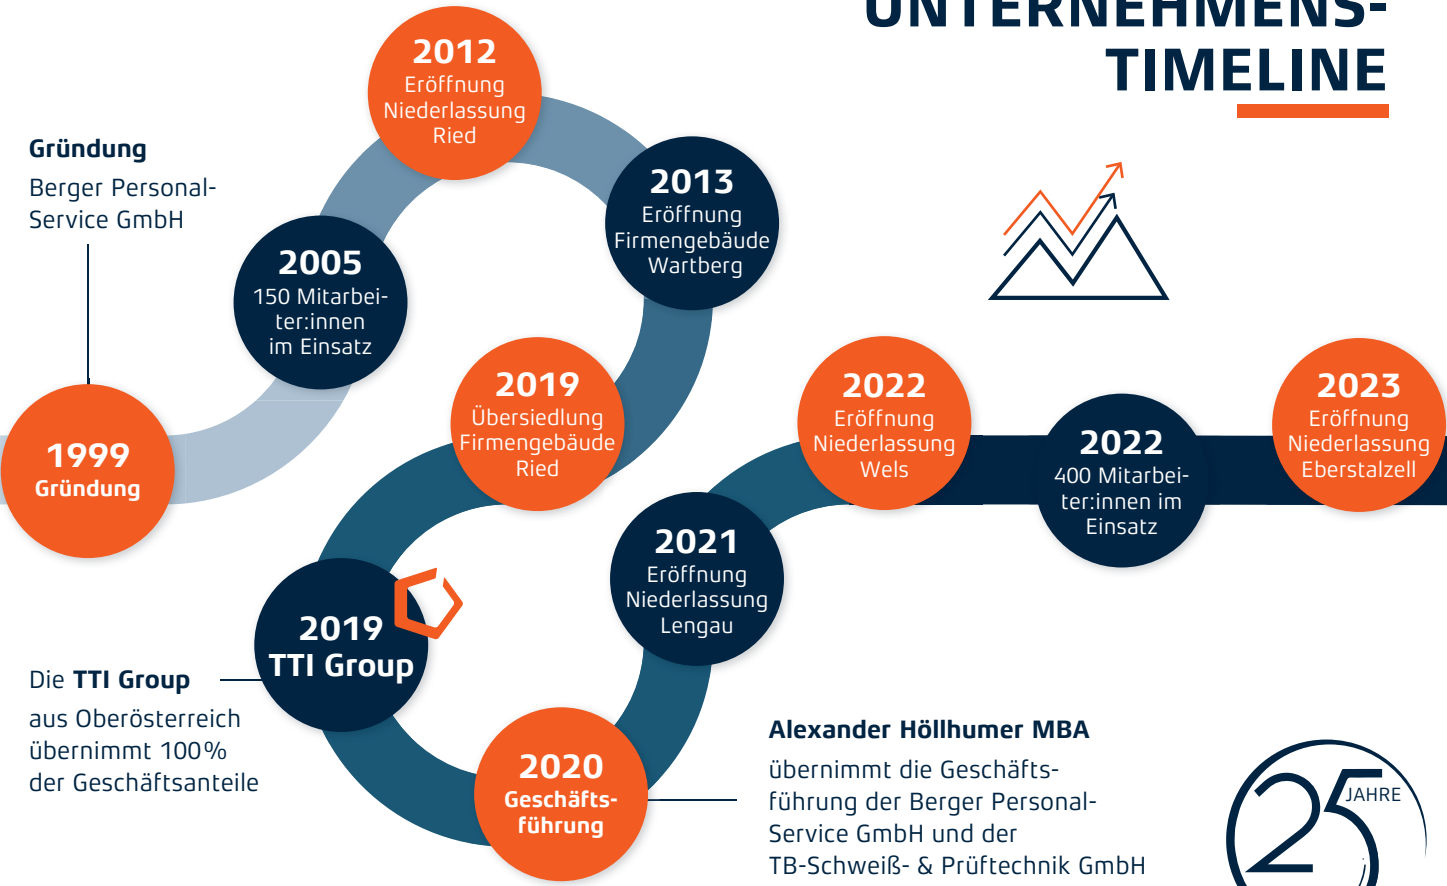 UNTERNEHMENS-
TIMELINE
Gründung
Berger Personal-
Service GmbH
1999
Gründung
2005
150 Mitarbei-
ter:innen
im Einsatz
2012
Eröffnung
Niederlassung
Ried
2013
Eröffnung
Firmengebäude
Wartberg
2019
Übersiedlung
Firmengebäude
Ried
2019
TTI Group
Die TTI Group
aus Oberösterreich
übernimmt 100%
der Geschäftsanteile
2020
Geschäfts-
führung
Alexander Höllhumer MBA
übernimmt die Geschäfts-
führung der Berger Personal-
Service GmbH und der
TB-Schweiß- & Prüftechnik GmbH
2021
Eröffnung
Niederlassung
Lengau
2022
Eröffnung
Niederlassung
Wels
2022
400 Mitarbei-
ter:innen im
Einsatz
2023
Eröffnung
Niederlassung
Eberstalzell
25 JAHRE